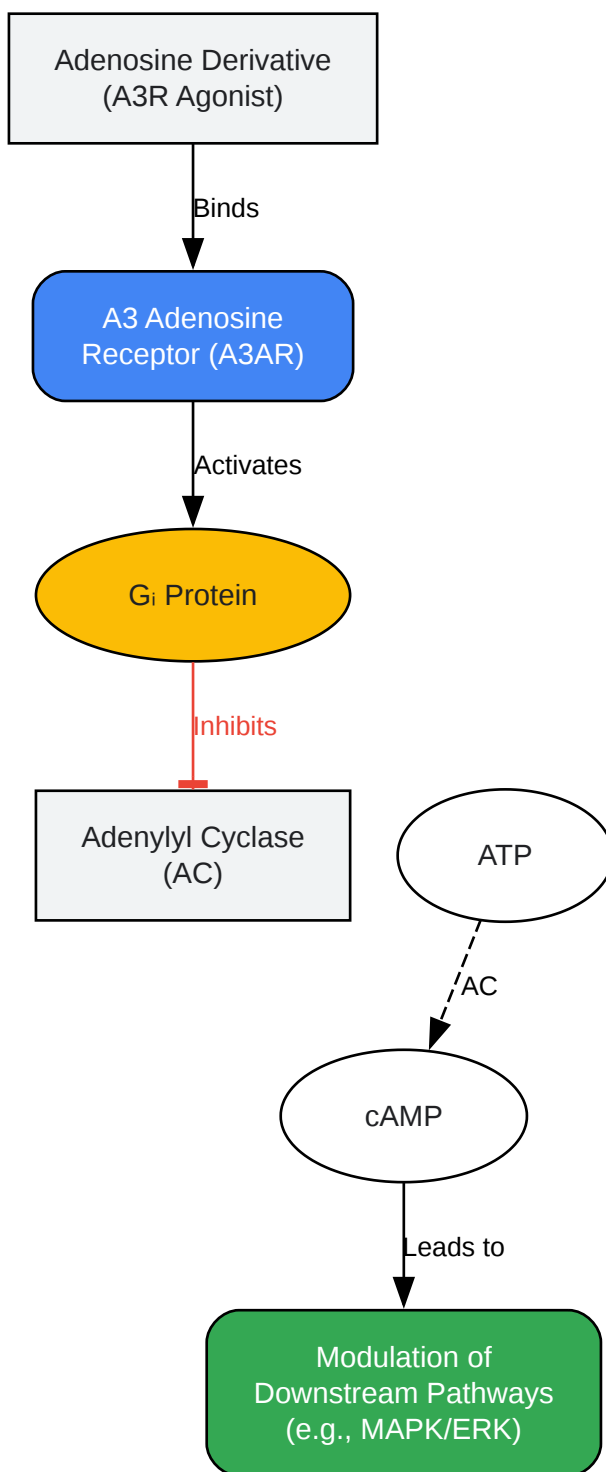 Adenosine Derivative
(A3R Agonist)
Binds
A3 Adenosine
Receptor (A3AR)
Activates
Gᵢ Protein
Inhibits
Adenylyl Cyclase
(AC)
ATP
AC
cAMP
Leads to
Modulation of
Downstream Pathways
(e.g., MAPK/ERK)